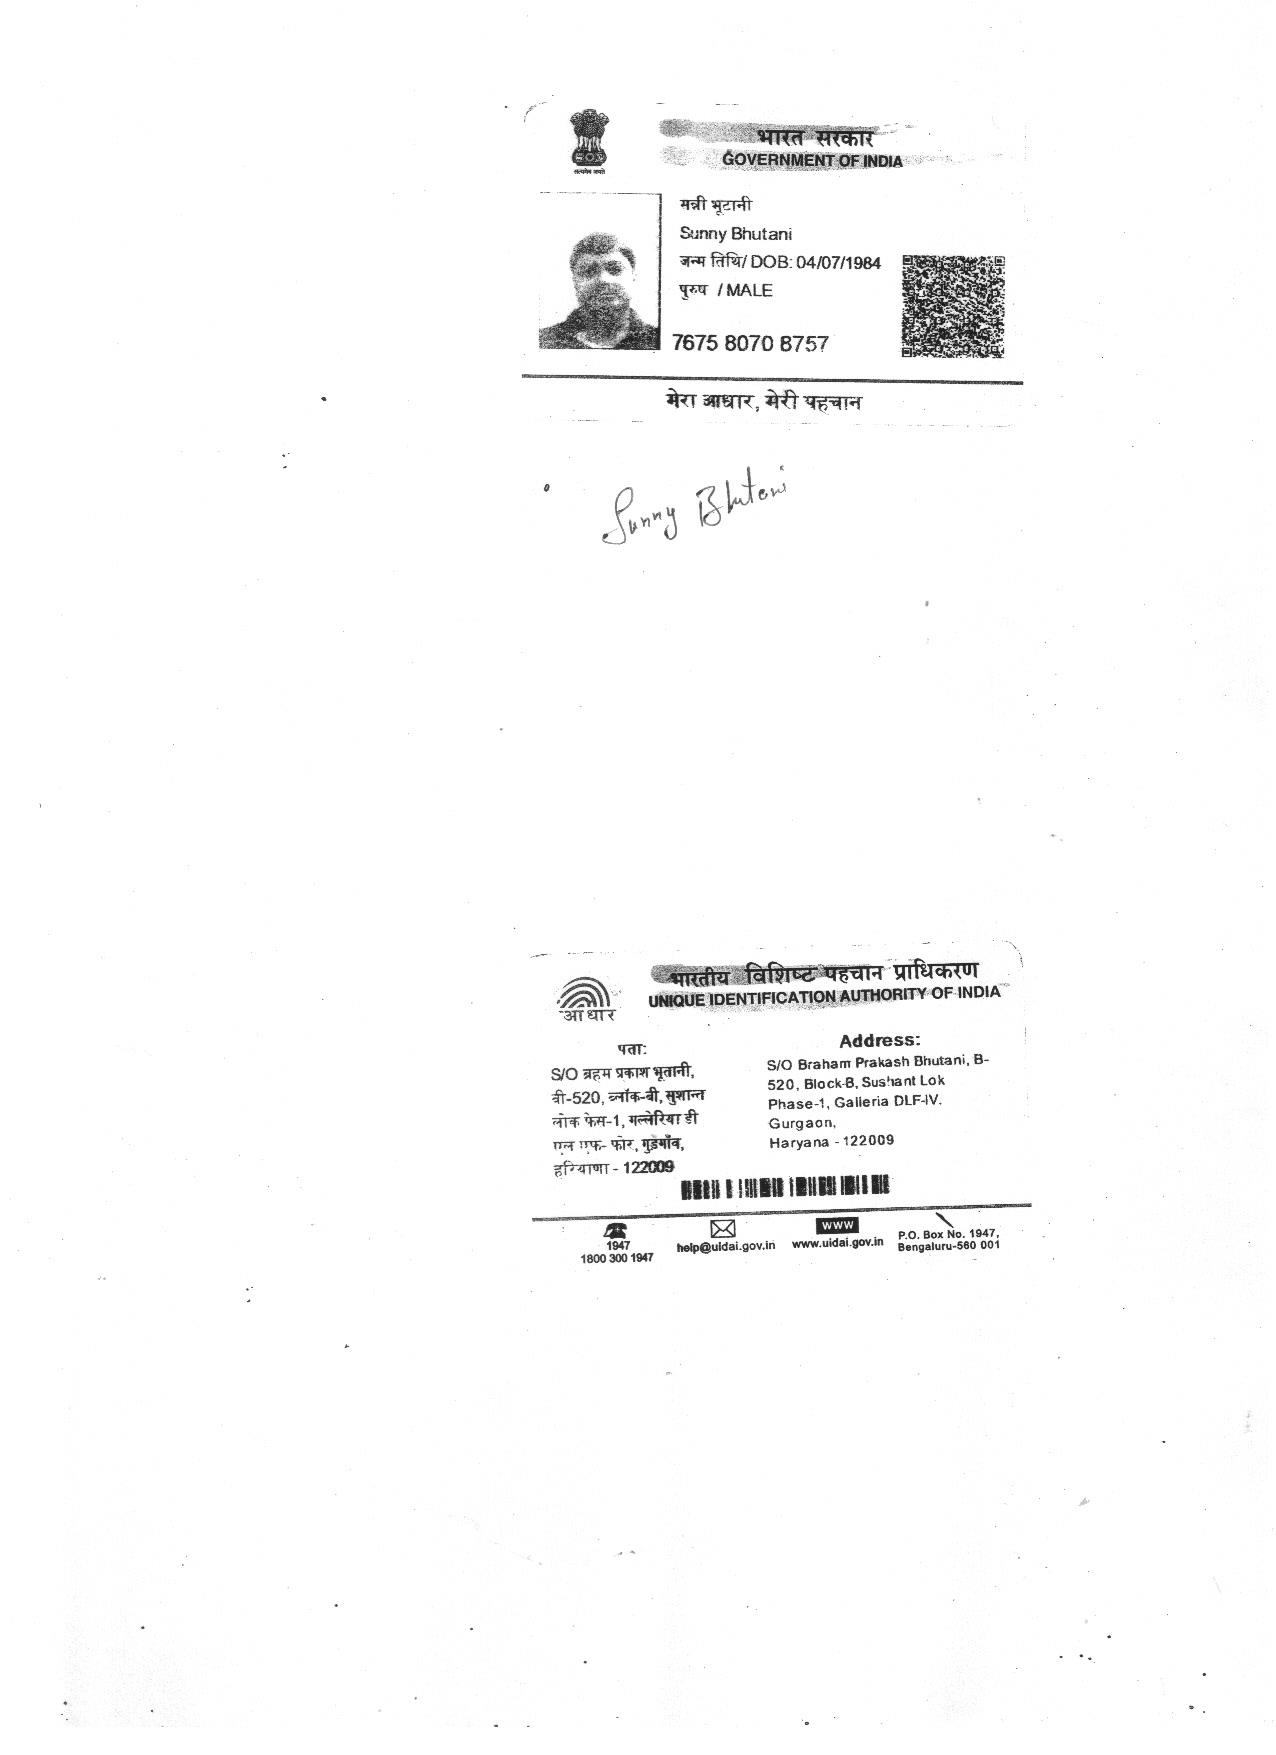 भारत सरकार
GOVERNMENT OF INDIA
सत्यमेव जयते
मन्नी भूटानी
Sunny Bhutani
जन्म तिथि/ DOB: 04/07/1984
पुरुष / MALE
7675 8070 8757
मेरा आधार, मेरी पहचान
Sunny Bhutani
भारतीय विशिष्ट पहचान प्राधिकरण
UNIQUE IDENTIFICATION AUTHORITY OF INDIA
आधार
पता:
S/O ब्रहम प्रकाश भूतानी,
बी-520, ब्लॉक-बी, सुशान्त
लोक फेस-1, गल्लेरिया डी
एल एफ- फोर, गुड़गाँव,
हरियाणा - 122009
Address:
S/O Braham Prakash Bhutani, B-
520, Block-B, Sushant Lok
Phase-1, Galleria DLF-IV.
Gurgaon,
Haryana - 122009
1947
1800 300 1947
help@uidai.gov.in
www
www.uidai.gov.in
P.O. Box No. 1947,
Bengaluru-560 001